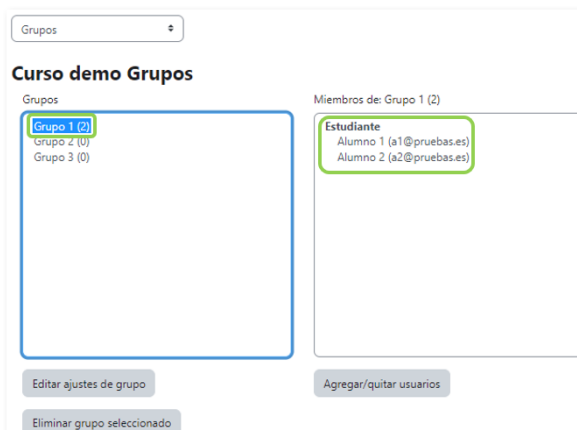 Grupos
Curso demo Grupos
Grupos
Grupo 1 (2)
Grupo 2 (0)
Grupo 3 (0)
Miembros de: Grupo 1 (2)
Estudiante
Alumno 1 (a1@pruebas.es)
Alumno 2 (a2@pruebas.es)
Editar ajustes de grupo
Agregar/quitar usuarios
Eliminar grupo seleccionado